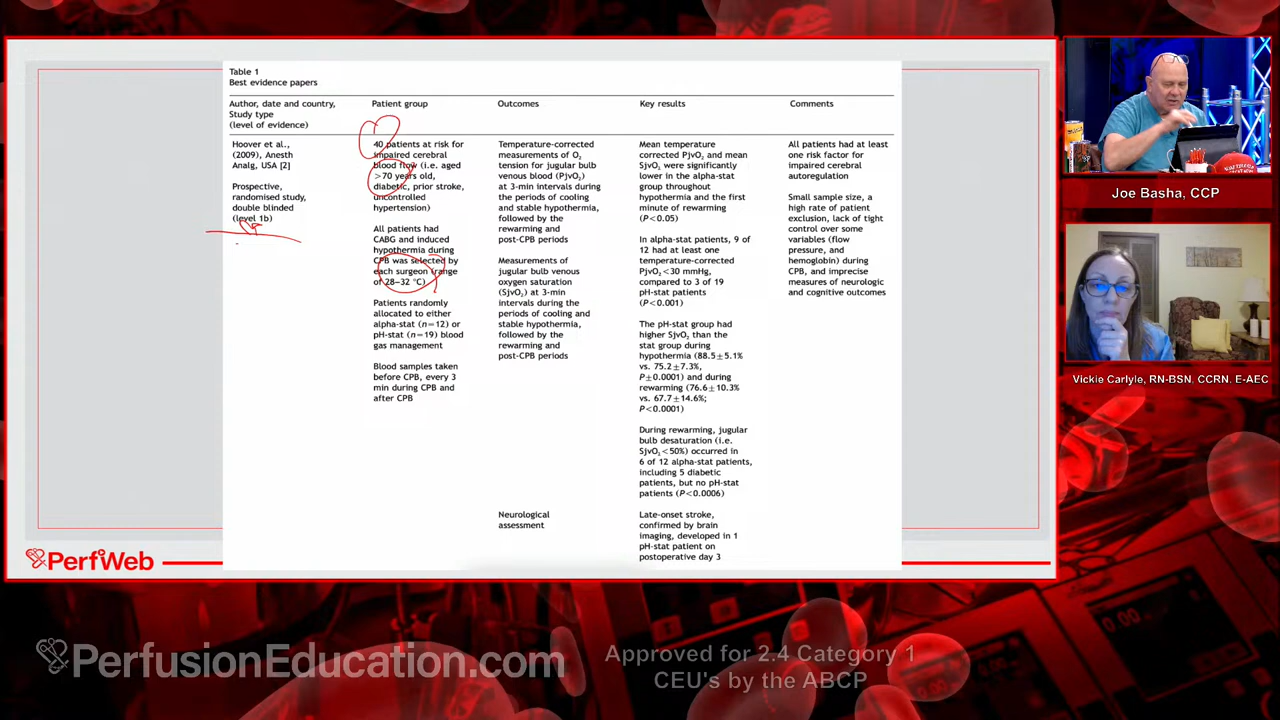 Table 1
Best evidence papers
Author, date and country,
Study type
(level of evidence)
Patient group
Outcomes
Key results
Comments
Hoover et al.,
(2009), Anesth
Analg, USA [2]
Prospective,
randomised study,
double blinded
(level 1b)
40 patients at risk for
impaired cerebral
blood flow (i.e. aged
>70 years old,
diabetic, prior stroke,
uncontrolled
hypertension)
All patients had
CABG and induced
hypothermia during
CPB was selected by
each surgeon (range
of 28–32 °C)
Patients randomly
allocated to either
alpha-stat (n=12) or
pH-stat (n=19) blood
gas management
Blood samples taken
before CPB, every 3
min during CPB and
after CPB
Temperature-corrected
measurements of O₂
tension for jugular bulb
venous blood (PjvO₂)
at 3-min intervals during
the periods of cooling
and stable hypothermia,
followed by the
rewarming and
post-CPB periods
Measurements of
jugular bulb venous
oxygen saturation
(SjvO₂) at 3-min
intervals during the
periods of cooling and
stable hypothermia,
followed by the
rewarming and
post-CPB periods
Neurological
assessment
Mean temperature
corrected PjvO₂ and mean
SjvO₂ were significantly
lower in the alpha-stat
group throughout
hypothermia and the first
minute of rewarming
(P<0.05)
In alpha-stat patients, 9 of
12 had at least one
temperature-corrected
PjvO₂<30 mmHg,
compared to 3 of 19
pH-stat patients
(P<0.001)
The pH-stat group had
higher SjvO₂ than the
stat group during
hypothermia (88.5±5.1%
vs. 75.2±7.3%,
P±0.0001) and during
rewarming (76.6±10.3%
vs. 67.7±14.6%;
P<0.0001)
During rewarming, jugular
bulb desaturation (i.e.
SjvO₂<50%) occurred in
6 of 12 alpha-stat patients,
including 5 diabetic
patients, but no pH-stat
patients (P<0.0006)
Late-onset stroke,
confirmed by brain
imaging, developed in 1
pH-stat patient on
postoperative day 3
All patients had at least
one risk factor for
impaired cerebral
autoregulation
Small sample size, a
high rate of patient
exclusion, lack of tight
control over some
variables (flow
pressure, and
hemoglobin) during
CPB, and imprecise
measures of neurologic
and cognitive outcomes
Joe Basha, CCP
Vickie Carlyle, RN-BSN, CCRN, E-AEC
PerfWeb
PerfusionEducation.com
Approved for 2.4 Category 1
CEU's by the ABCP